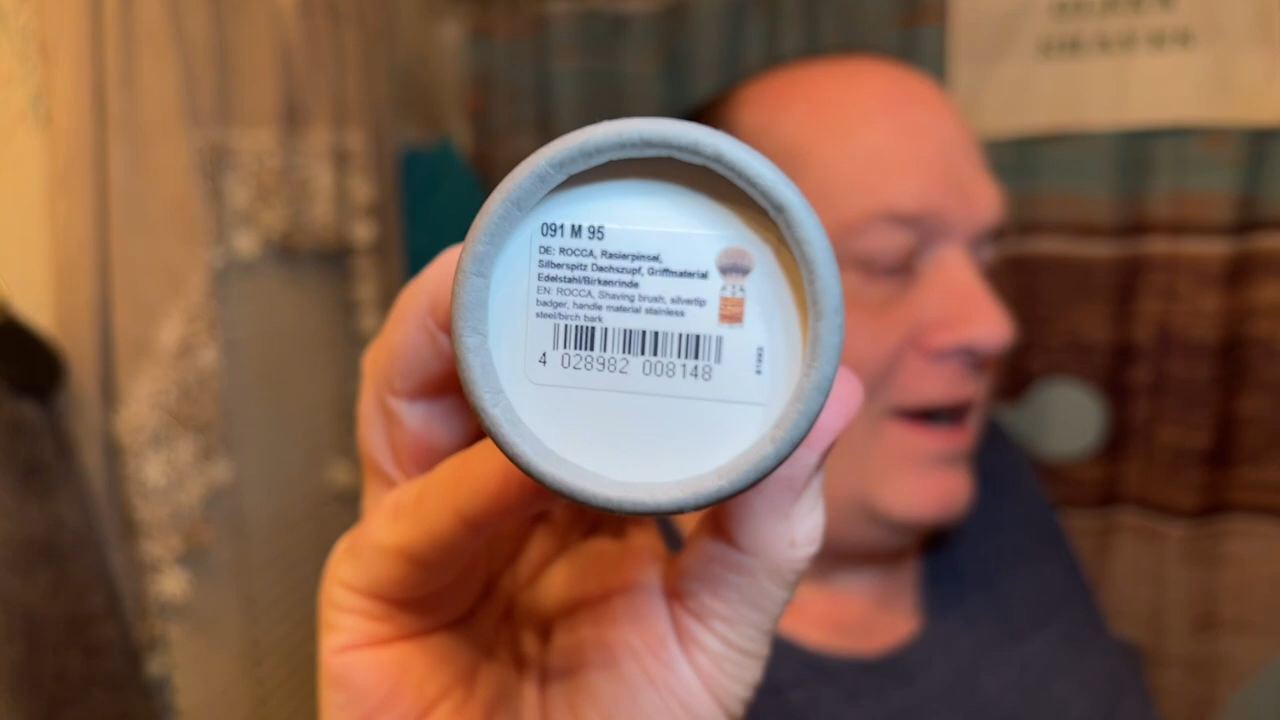 091 M 95
DE: ROCCA, Rasierpinsel,
Silberspitz Dachszupf, Griffmaterial
Edelstahl/Birkenrinde
EN: ROCCA, Shaving brush, silvertip
badger, handle material stainless
steel/birch bark
4 028982 008148